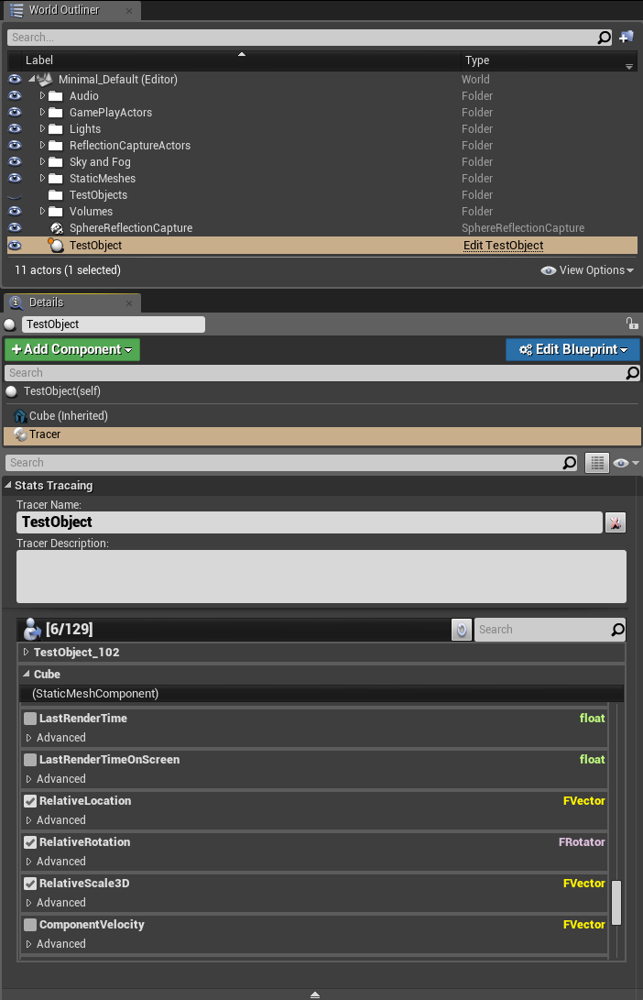 World Outliner
Search...
Label Type
Minimal_Default (Editor) World
Audio Folder
GamePlayActors Folder
Lights Folder
ReflectionCaptureActors Folder
Sky and Fog Folder
StaticMeshes Folder
TestObjects Folder
Volumes Folder
SphereReflectionCapture SphereReflectionCapture
TestObject Edit TestObject
11 actors (1 selected) View Options
Details
TestObject
+Add Component Edit Blueprint
Search
TestObject(self)
Cube (Inherited)
Tracer
Search
Stats Tracaing
Tracer Name:
TestObject
Tracer Description:
[6/129] Search
TestObject_102
Cube
(StaticMeshComponent)
LastRenderTime float
Advanced
LastRenderTimeOnScreen float
Advanced
RelativeLocation FVector
Advanced
RelativeRotation FRotator
Advanced
RelativeScale3D FVector
Advanced
ComponentVelocity FVector
Advanced